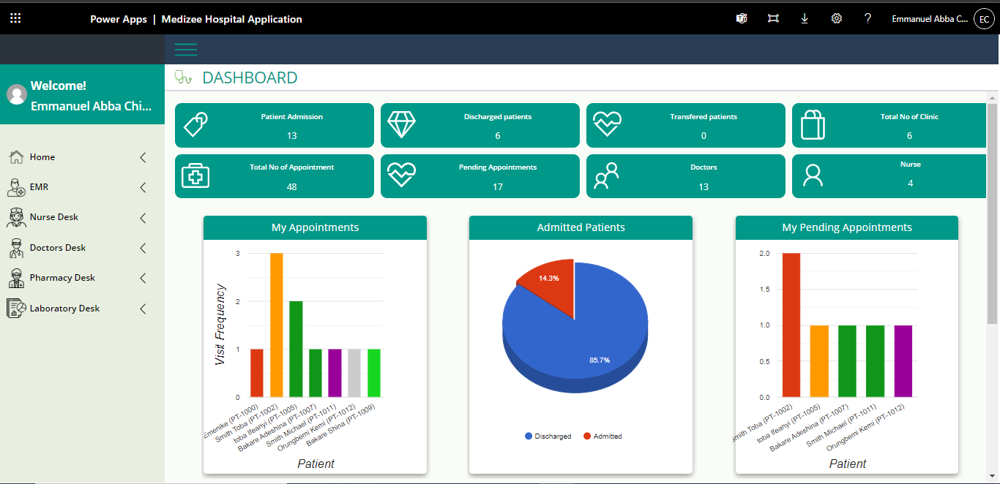 Power Apps | Medizee Hospital Application
Emmanuel Abba C...
EC
Welcome!
Emmanuel Abba Chi...
Home
EMR
Nurse Desk
Doctors Desk
Pharmacy Desk
Laboratory Desk
DASHBOARD
Patient Admission
13
Discharged patients
6
Transfered patients
0
Total No of Clinic
6
Total No of Appointment
48
Pending Appointments
17
Doctors
13
Nurse
4
My Appointments
Visit Frequency
3
2
1
0
Emenike (PT-1000)
Smith Toba (PT-1002)
toba Ifeanyi (PT-1005)
Bakare Adeshina (PT-1007)
Smith Michael (PT-1011)
Orungbemi Kemi (PT-1012)
Bakare Shina (PT-1009)
Patient
Admitted Patients
14.3%
85.7%
Discharged
Admitted
My Pending Appointments
2.0
1.5
1.0
0.5
0.0
Smith Toba (PT-1002)
toba Ifeanyi (PT-1005)
Bakare Adeshina (PT-1007)
Smith Michael (PT-1011)
Orungbemi Kemi (PT-1012)
Patient